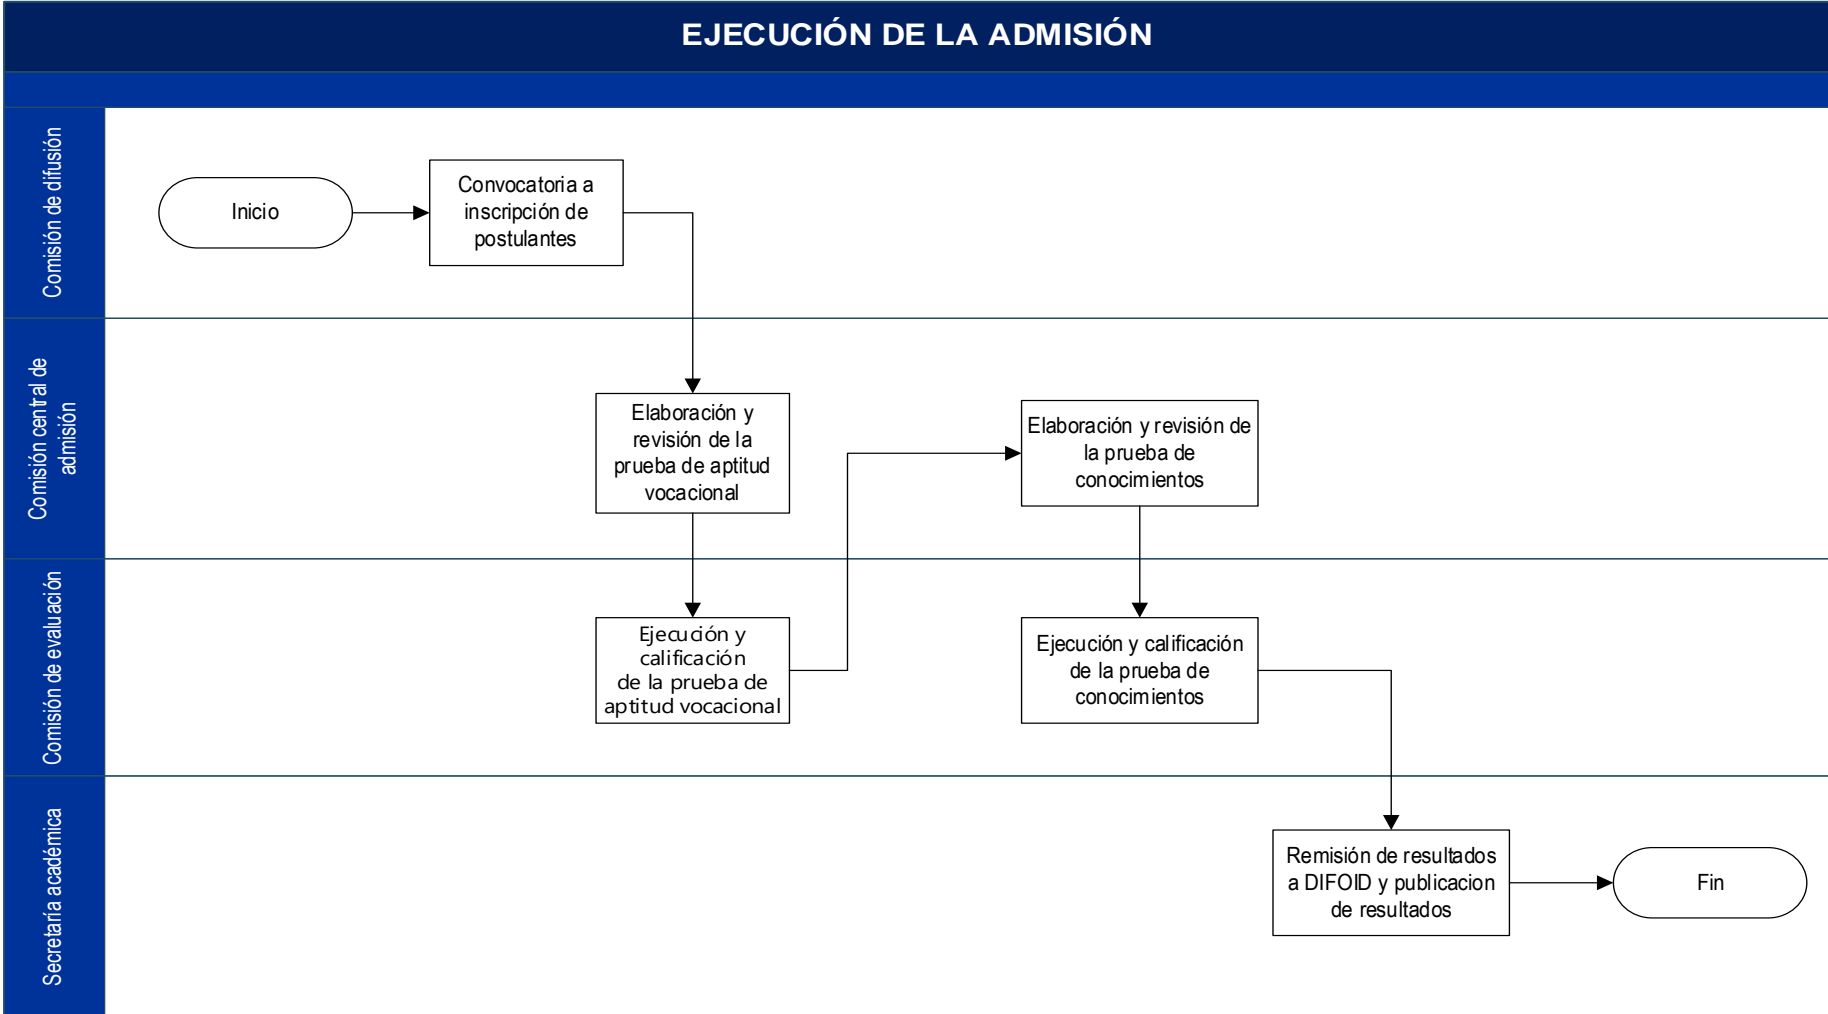 EJECUCIÓN DE LA ADMISIÓN
Comisión de difusión
Inicio
Convocatoria a
inscripción de
postulantes
Comisión central de
admisión
Elaboración y
revisión de la
prueba de aptitud
vocacional
Elaboración y revisión de
la prueba de
conocimientos
Comisión de evaluación
Ejecución y
calificación
de la prueba de
aptitud vocacional
Ejecución y calificación
de la prueba de
conocimientos
Secretaría académica
Remisión de resultados
a DIFOID y publicacion
de resultados
Fin